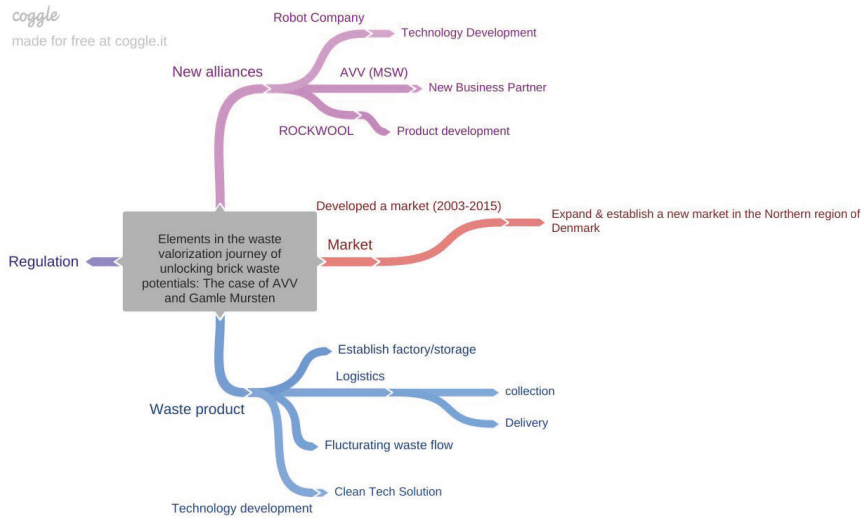 coggle
made for free at coggle.it
Robot Company
Technology Development
New alliances
AVV (MSW)
New Business Partner
ROCKWOOL
Product development
Developed a market (2003-2015)
Expand & establish a new market in the Northern region of
Denmark
Market
Elements in the waste
valorization journey of
unlocking brick waste
potentials: The case of AVV
and Gamle Mursten
Regulation
Establish factory/storage
Logistics
collection
Waste product
Delivery
Flucturating waste flow
Clean Tech Solution
Technology development